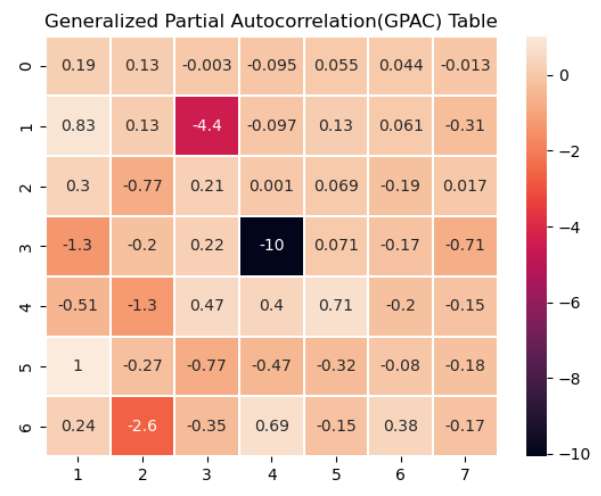 Generalized Partial Autocorrelation(GPAC) Table
0 0.19 0.13 -0.003 -0.095 0.055 0.044 -0.013
1 0.83 0.13 -4.4 -0.097 0.13 0.061 -0.31
2 0.3 -0.77 0.21 0.001 0.069 -0.19 0.017
3 -1.3 -0.2 0.22 -10 0.071 -0.17 -0.71
4 -0.51 -1.3 0.47 0.4 0.71 -0.2 -0.15
5 1 -0.27 -0.77 -0.47 -0.32 -0.08 -0.18
6 0.24 -2.6 -0.35 0.69 -0.15 0.38 -0.17
1 2 3 4 5 6 7
0
−2
−4
−6
−8
−10